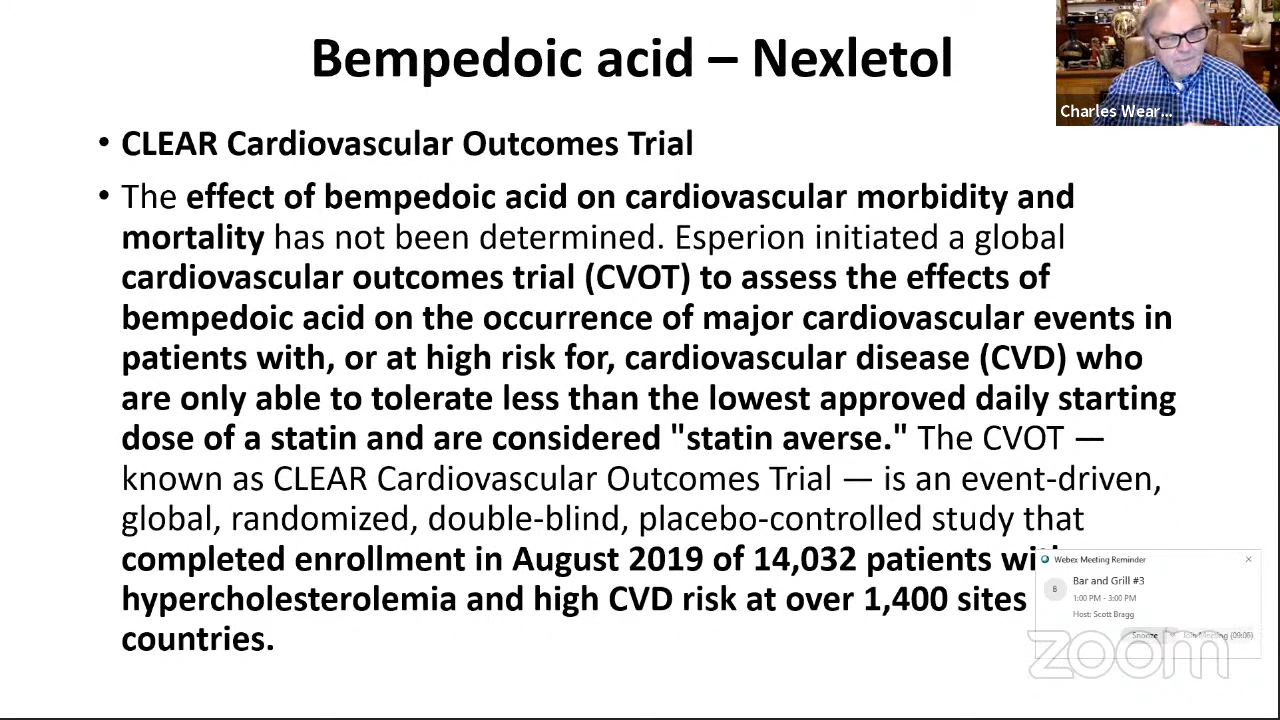 Bempedoic acid – Nexletol
Charles Wear...
• CLEAR Cardiovascular Outcomes Trial
• The effect of bempedoic acid on cardiovascular morbidity and
mortality has not been determined. Esperion initiated a global
cardiovascular outcomes trial (CVOT) to assess the effects of
bempedoic acid on the occurrence of major cardiovascular events in
patients with, or at high risk for, cardiovascular disease (CVD) who
are only able to tolerate less than the lowest approved daily starting
dose of a statin and are considered "statin averse." The CVOT —
known as CLEAR Cardiovascular Outcomes Trial — is an event-driven,
global, randomized, double-blind, placebo-controlled study that
completed enrollment in August 2019 of 14,032 patients with
hypercholesterolemia and high CVD risk at over 1,400 sites
countries.
Webex Meeting Reminder
B
Bar and Grill #3
1:00 PM - 3:00 PM
Host: Scott Bragg
Snooze
Join Meeting (09:05)
zoom